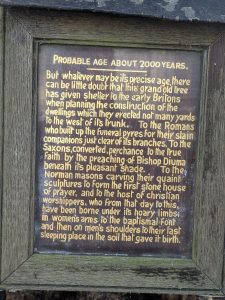 PROBABLE AGE ABOUT 2000 YEARS.
But whatever may be its precise age, there
can be little doubt that this grand old tree
has given shelter to the early Britons
when planning the construction of the
dwellings which they erected not many yards
to the west of its trunk. To the Romans
who built up the funeral pyres for their slain
companions just clear of its branches. To the
Saxons, converted, perchance to the true
faith by the preaching of Bishop Diuma
beneath its pleasant shade. To the
Norman masons carving their quaint
sculptures to form the first stone house
of prayer, and to the host of christian
worshippers, who from that day to this,
have been borne under its hoary limbs,
in women's arms to the baptismal font
and then on men's shoulders to their last
sleeping place in the soil that gave it birth.